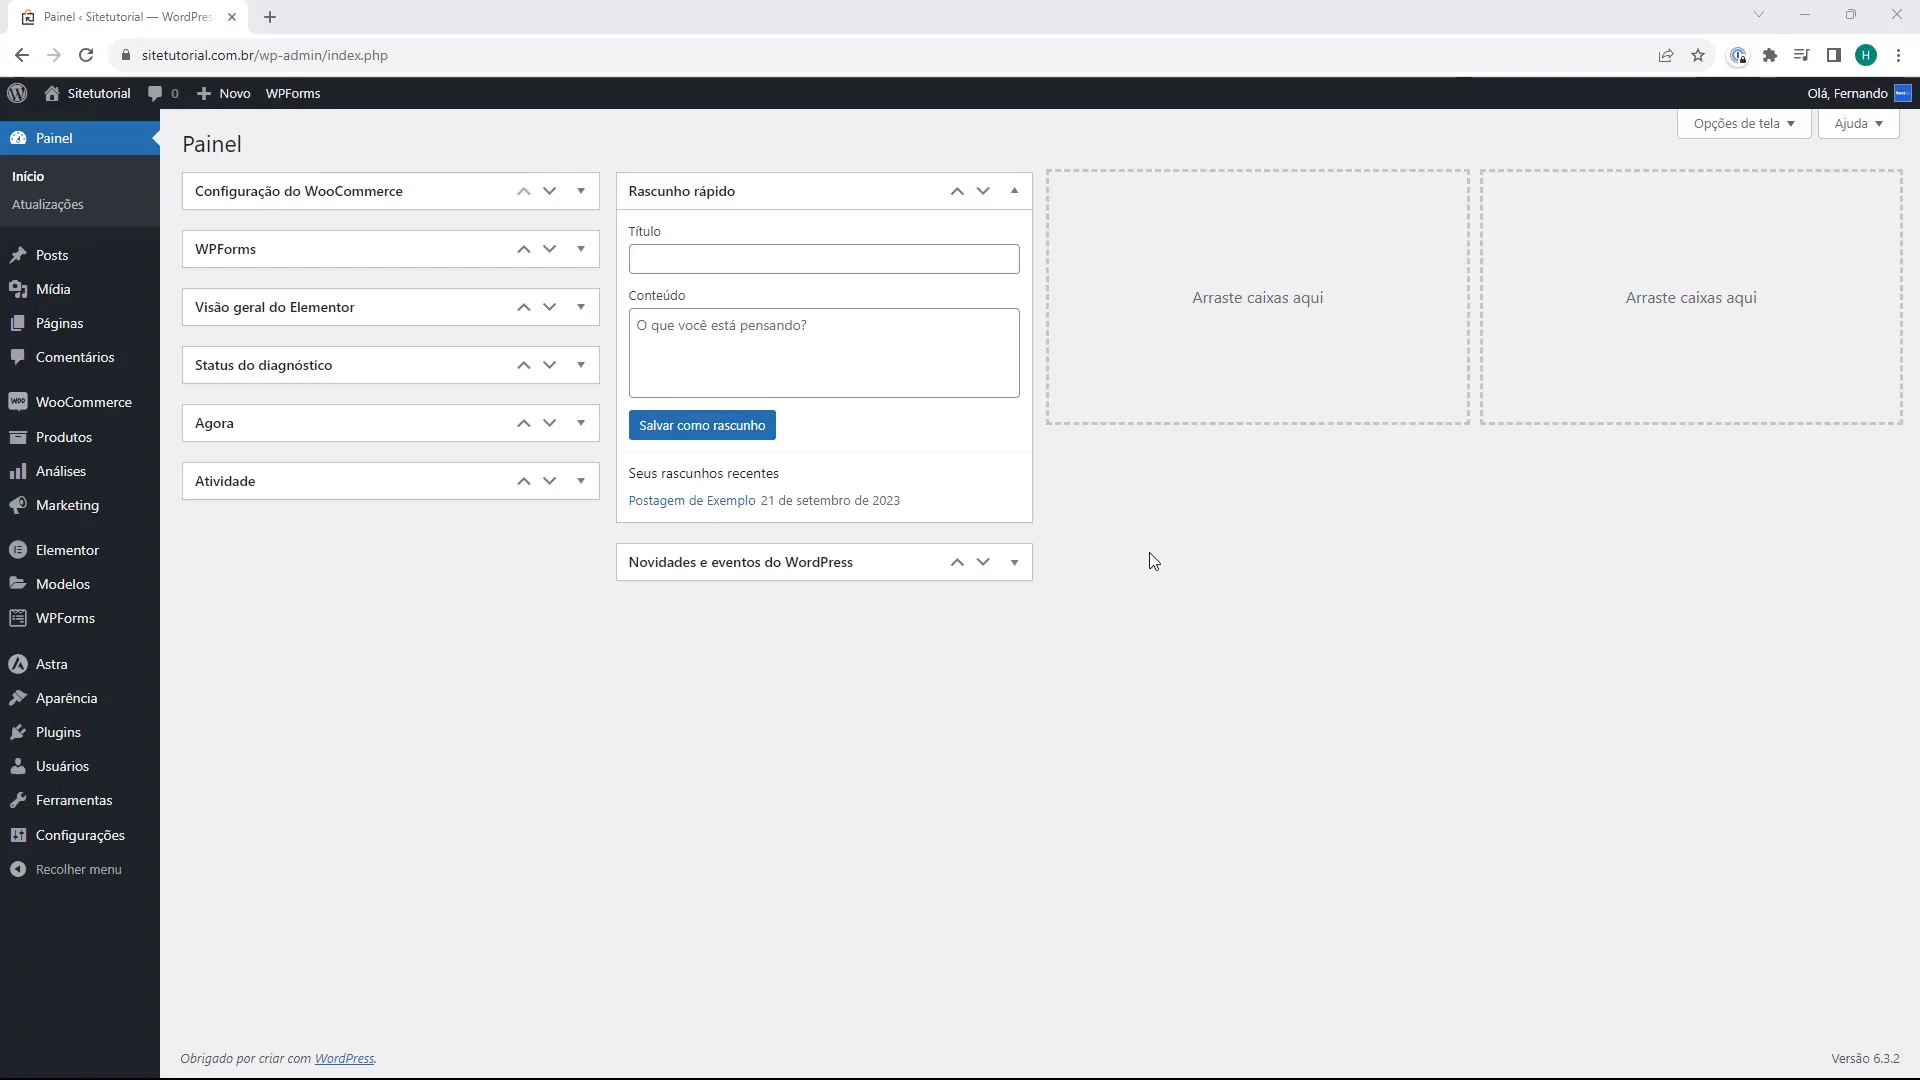 Painel ‹ Sitetutorial — WordPres
sitetutorial.com.br/wp-admin/index.php
H
Sitetutorial
0
Novo
WPForms
Olá, Fernando
Painel
Início
Atualizações
Posts
Mídia
Páginas
Comentários
WooCommerce
Produtos
Análises
Marketing
Elementor
Modelos
WPForms
Astra
Aparência
Plugins
Usuários
Ferramentas
Configurações
Recolher menu
Opções de tela
Ajuda
Painel
Configuração do WooCommerce
WPForms
Visão geral do Elementor
Status do diagnóstico
Agora
Atividade
Rascunho rápido
Título
Conteúdo
O que você está pensando?
Salvar como rascunho
Seus rascunhos recentes
Postagem de Exemplo 21 de setembro de 2023
Novidades e eventos do WordPress
Arraste caixas aqui
Arraste caixas aqui
Obrigado por criar com WordPress.
Versão 6.3.2